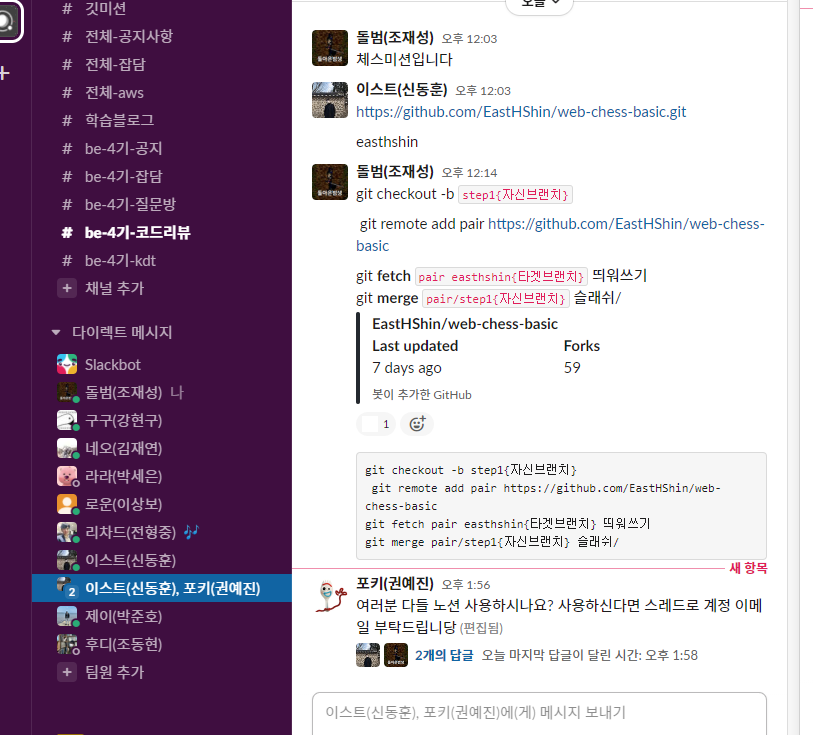 # 깃미션
# 전체-공지사항
# 전체-잡담
# 전체-aws
# 학습블로그
# be-4기-공지
# be-4기-잡담
# be-4기-질문방
# be-4기-코드리뷰
# be-4기-kdt
+ 채널 추가
다이렉트 메시지
Slackbot
돌범(조재성) 나
구구(강현구)
네오(김재연)
라라(박세은)
로운(이상보)
리차드(전형중) 🎶
이스트(신동훈)
2 이스트(신동훈), 포키(권예진)
제이(박준호)
후디(조동현)
+ 팀원 추가
오늘
돌범(조재성) 오후 12:03
체스미션입니다
이스트(신동훈) 오후 12:03
https://github.com/EastHShin/web-chess-basic.git
easthshin
돌범(조재성) 오후 12:14
git checkout -b step1{자신브랜치}
git remote add pair https://github.com/EastHShin/web-chess-
basic
git fetch pair easthshin{타겟브랜치} 띄워쓰기
git merge pair/step1{자신브랜치} 슬래쉬/
EastHShin/web-chess-basic
Last updated Forks
7 days ago 59
봇이 추가한 GitHub
1
git checkout -b step1{자신브랜치}
git remote add pair https://github.com/EastHShin/web-
chess-basic
git fetch pair easthshin{타겟브랜치} 띄워쓰기
git merge pair/step1{자신브랜치} 슬래쉬/
새 항목
포키(권예진) 오후 1:56
여러분 다들 노션 사용하시나요? 사용하신다면 스레드로 계정 이메
일 부탁드립니당 (편집됨)
2개의 답글 오늘 마지막 답글이 달린 시간: 오후 1:58
이스트(신동훈), 포키(권예진)에(게) 메시지 보내기